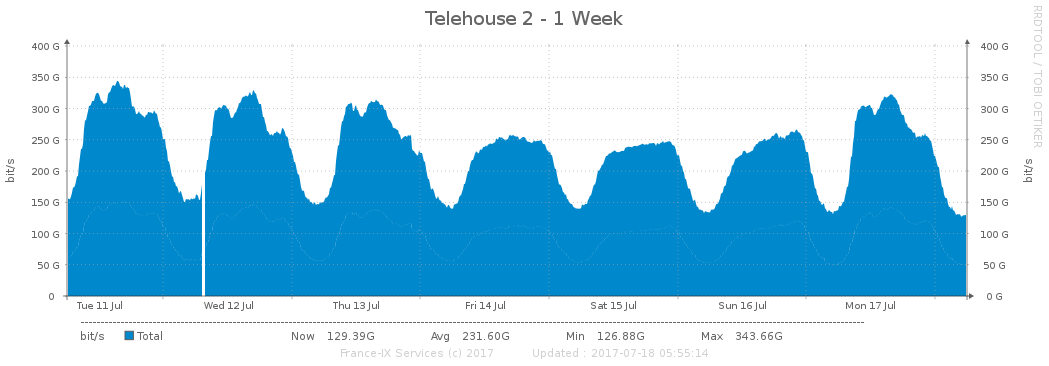 Telehouse 2 - 1 Week
RRDTOOL / TOBI OETIKER
bit/s
400 G
350 G
300 G
250 G
200 G
150 G
100 G
50 G
0
400 G
350 G
300 G
250 G
200 G
150 G
100 G
50 G
0 G
bit/s
Tue 11 Jul Wed 12 Jul Thu 13 Jul Fri 14 Jul Sat 15 Jul Sun 16 Jul Mon 17 Jul
bit/s Total Now 129.39G Avg 231.60G Min 126.88G Max 343.66G
France-IX Services (c) 2017 Updated : 2017-07-18 05:55:14